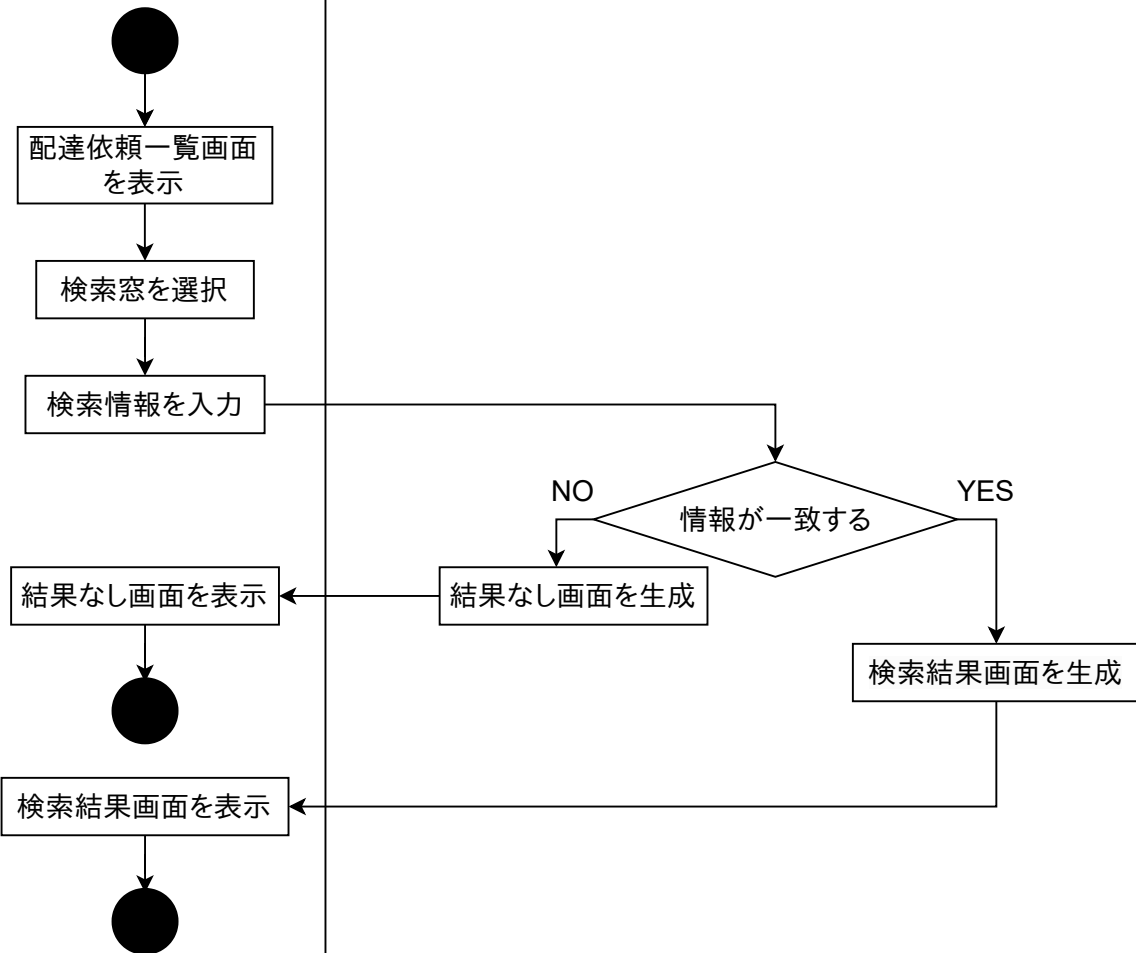 配達依頼一覧画面
を表示
検索窓を選択
検索情報を入力
NO
YES
情報が一致する
結果なし画面を表示
結果なし画面を生成
検索結果画面を生成
検索結果画面を表示